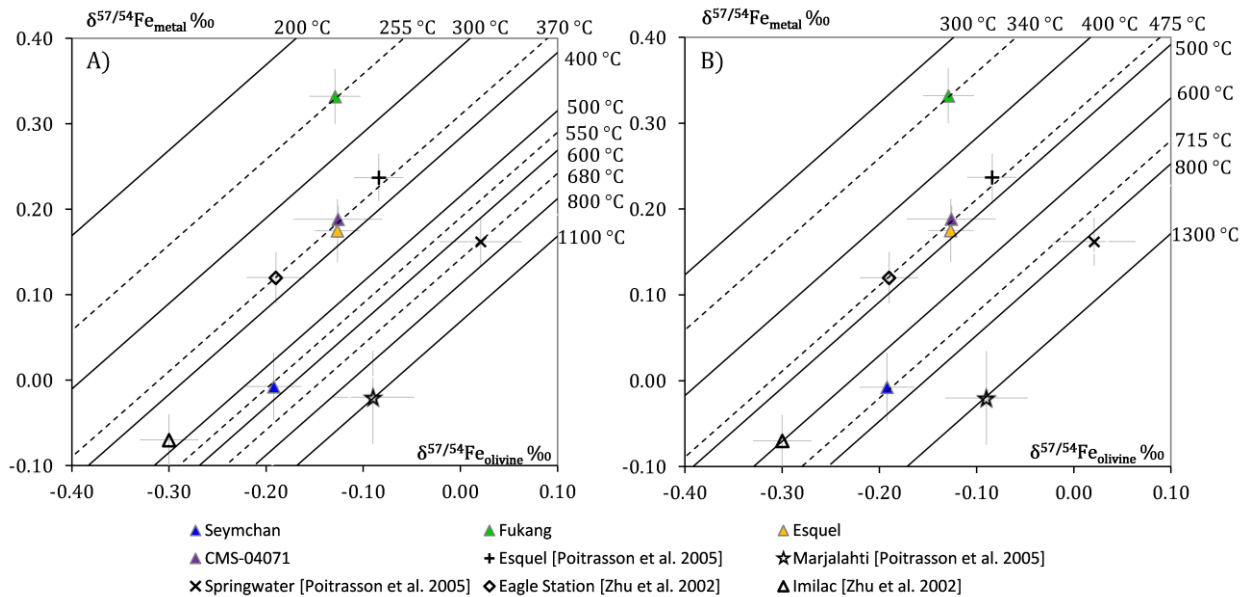 δ57/54Femetal ‰
200 °C
255 °C
300 °C
370 °C
A)
400 °C
500 °C
550 °C
600 °C
680 °C
800 °C
1100 °C
0.40
0.30
0.20
0.10
0.00
-0.10
δ57/54Feolivine ‰
-0.40
-0.30
-0.20
-0.10
0.00
0.10
δ57/54Femetal ‰
300 °C
340 °C
400 °C
475 °C
B)
500 °C
600 °C
715 °C
800 °C
1300 °C
0.40
0.30
0.20
0.10
0.00
-0.10
δ57/54Feolivine ‰
-0.40
-0.30
-0.20
-0.10
0.00
0.10
Seymchan
Fukang
Esquel
CMS-04071
Esquel [Poitrasson et al. 2005]
Marjalahti [Poitrasson et al. 2005]
Springwater [Poitrasson et al. 2005]
Eagle Station [Zhu et al. 2002]
Imilac [Zhu et al. 2002]